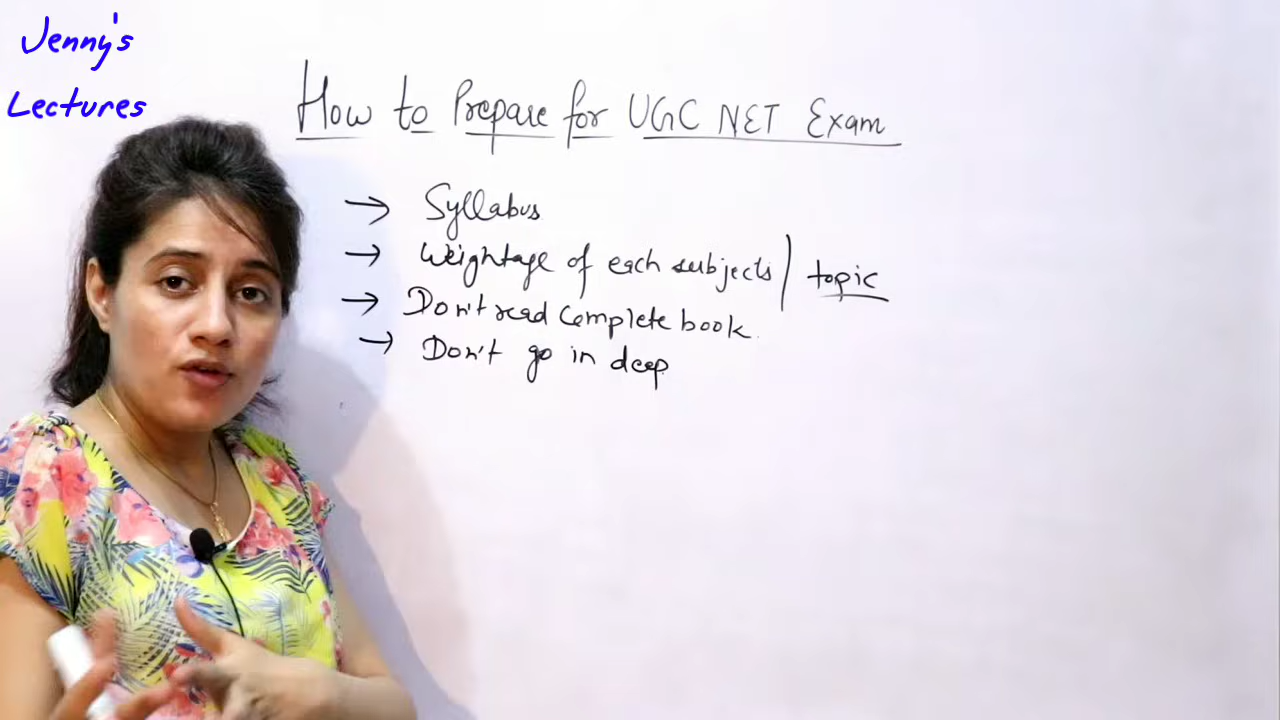 Jenny's
Lectures
How to Prepare for UGC NET Exam
→ Syllabus
→ Weightage of each subjects / topic
→ Don't read Complete book.
→ Don't go in deep